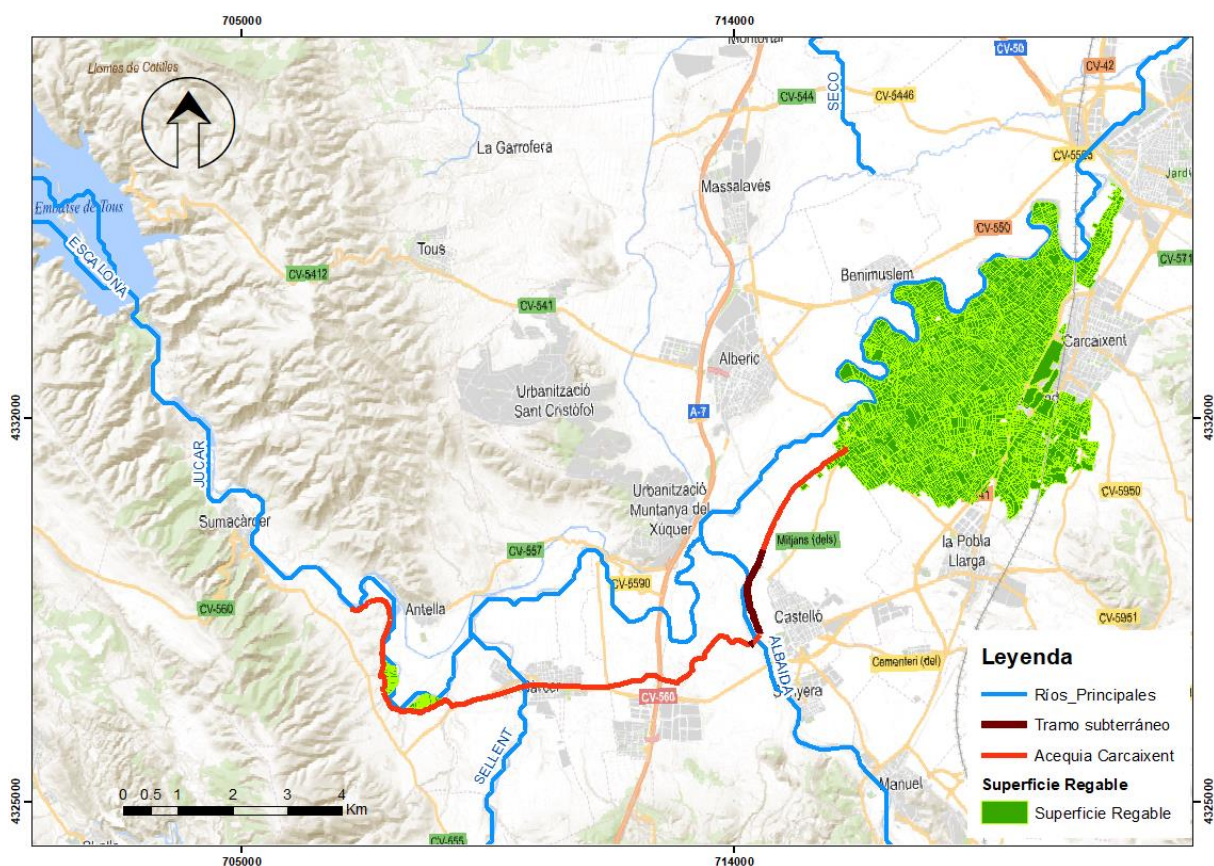 705000
714000
Llomes de Catilles
Montortal
CV-50
CV-42
CV-544
CV-5446
SECO
La Garrofera
Massalavés
Embalse de Tous
ESCALONA
Tous
CV-550
CV-5412
Benimuslem
CV-571
CV-541
Carcaixent
Alberic
Urbanització
Sant Cristòfol
A-7
4332000
4332000
JUCAR
Sumacàrcer
Urbanització
Muntanya del
Xúquer
41
CV-5950
la Pobla
Llarga
Mitjans (dels)
CV-557
CV-5590
CV-560
Antella
Castelló
CV-5951
ALBAIDA
Cementeri (del)
CV-560
SELLENT
Manuel
Leyenda
Ríos_Principales
Tramo subterráneo
Acequia Carcaixent
Superficie Regable
Superficie Regable
0 0.5 1 2 3 4
Km
4325000
4325000
CV-555
705000
714000